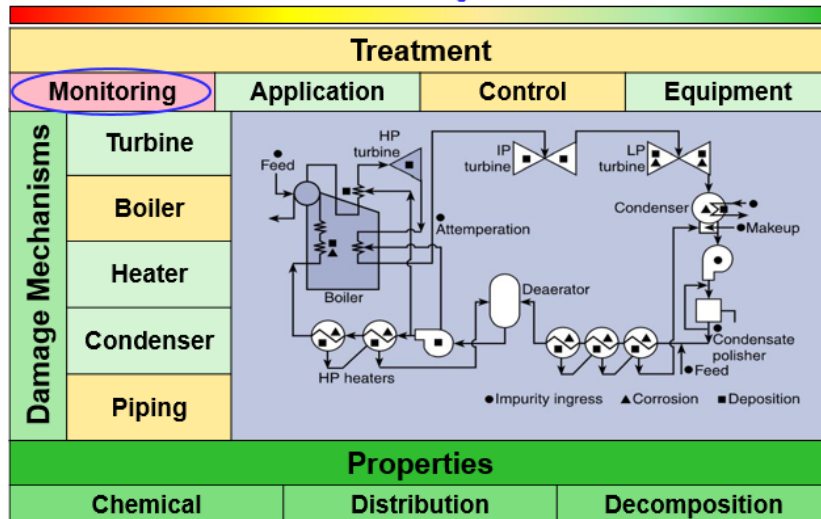 Treatment
Monitoring Application Control Equipment
Damage Mechanisms
Turbine
Boiler
Heater
Condenser
Piping
HP
turbine
Feed
IP
turbine
LP
turbine
Condenser
Makeup
Attemperation
Boiler
Deaerator
Condensate
polisher
Feed
HP heaters
●Impurity ingress ▲Corrosion ■Deposition
Properties
Chemical Distribution Decomposition